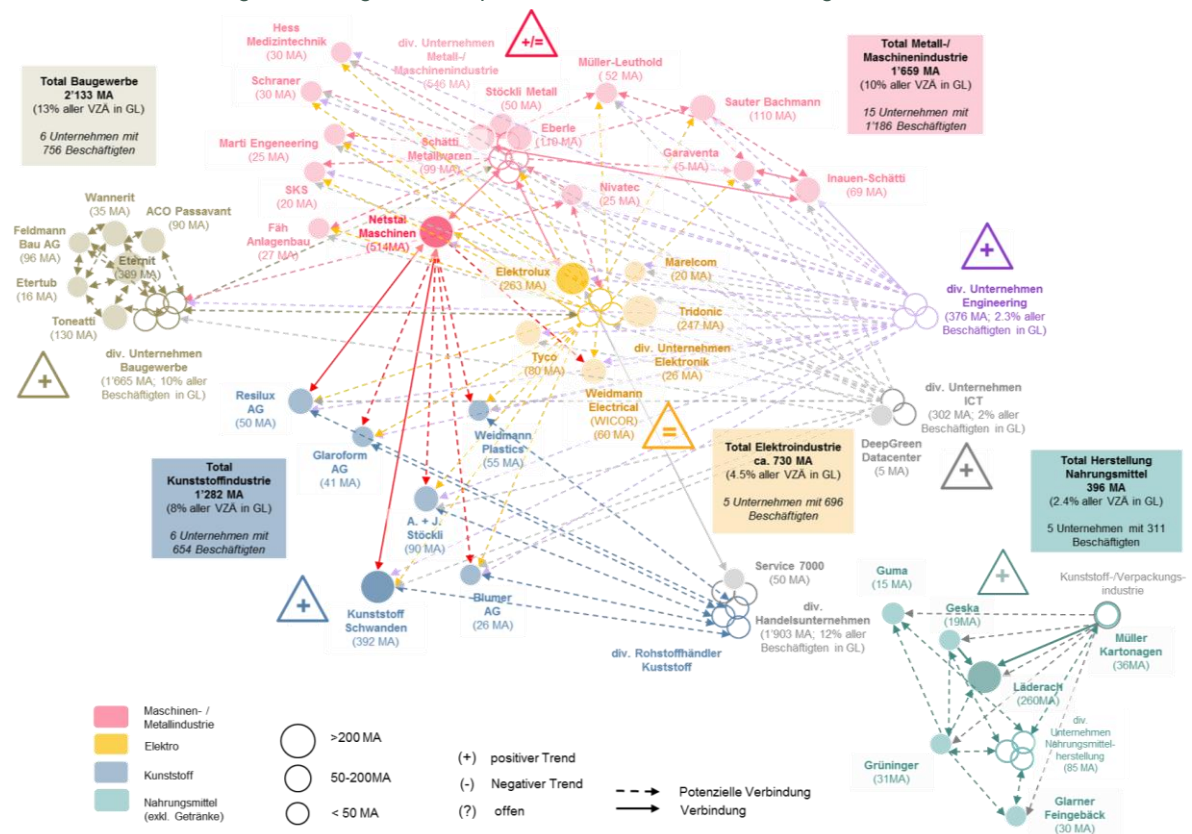 Hess
Medizintechnik
(30 MA)
div. Unternehmen
Metall-/
Maschinenindustrie
(546 MA)
+/=
Müller-Leuthold
( 52 MA)
Total Metall-/
Maschinenindustrie
1'659 MA
(10% aller VZÄ in GL)
15 Unternehmen mit
1'186 Beschäftigten
Total Baugewerbe
2'133 MA
(13% aller VZÄ in GL)
6 Unternehmen mit
756 Beschäftigten
Schraner
(30 MA)
Stöckli Metall
(50 MA)
Sauter Bachmann
(110 MA)
Marti Engeneering
(25 MA)
Schätti
Metallwaren
(99 MA)
Eberle
(110 MA)
Garaventa
(5 MA)
Inauen-Schätti
(69 MA)
SKS
(20 MA)
Nivatec
(25 MA)
Wannerit
(35 MA)
ACO Passavant
(90 MA)
Feldmann
Bau AG
(96 MA)
Eternit
(389 MA)
Etertub
(16 MA)
Toneatti
(130 MA)
Fäh
Anlagenbau
(27 MA)
Netstal
Maschinen
(514MA)
Elektrolux
(263 MA)
Marelcom
(20 MA)
Tridonic
(247 MA)
+
div. Unternehmen
Engineering
(376 MA; 2.3% aller
Beschäftigten in GL)
+
div. Unternehmen
Baugewerbe
(1'665 MA; 10% aller
Beschäftigten in GL)
Tyco
(80 MA)
div. Unternehmen
Elektronik
(26 MA)
Weidmann
Electrical
(WICOR)
(60 MA)
=
div. Unternehmen
ICT
(302 MA; 2% aller
Beschäftigten in GL)
DeepGreen
Datacenter
(5 MA)
+
Resilux
AG
(50 MA)
Glaroform
AG
(41 MA)
Weidmann
Plastics
(55 MA)
Total Elektroindustrie
ca. 730 MA
(4.5% aller VZÄ in GL)
5 Unternehmen mit 696
Beschäftigten
Total Herstellung
Nahrungsmittel
396 MA
(2.4% aller VZÄ in GL)
5 Unternehmen mit 311
Beschäftigten
Total
Kunststoffindustrie
1'282 MA
(8% aller VZÄ in GL)
6 Unternehmen mit
654 Beschäftigten
A. + J.
Stöckli
(90 MA)
+
Kunststoff
Schwanden
(392 MA)
Blumer
AG
(26 MA)
Service 7000
(50 MA)
div.
Handelsunternehmen
(1'903 MA; 12% aller
Beschäftigten in GL)
div. Rohstoffhändler
Kuststoff
Guma
(15 MA)
+
Kunststoff-/Verpackungs-
industrie
Geska
(19MA)
Müller
Kartonagen
(36MA)
Läderach
(260MA)
div.
Unternehmen
Nahrungsmittel-
herstellung
(85 MA)
Grüninger
(31MA)
Glarner
Feingebäck
(30 MA)
Maschinen- /
Metallindustrie
Elektro
Kunststoff
Nahrungsmittel
(exkl. Getränke)
>200 MA
50-200MA
< 50 MA
(+) positiver Trend
(-) Negativer Trend
(?) offen
Potenzielle Verbindung
Verbindung